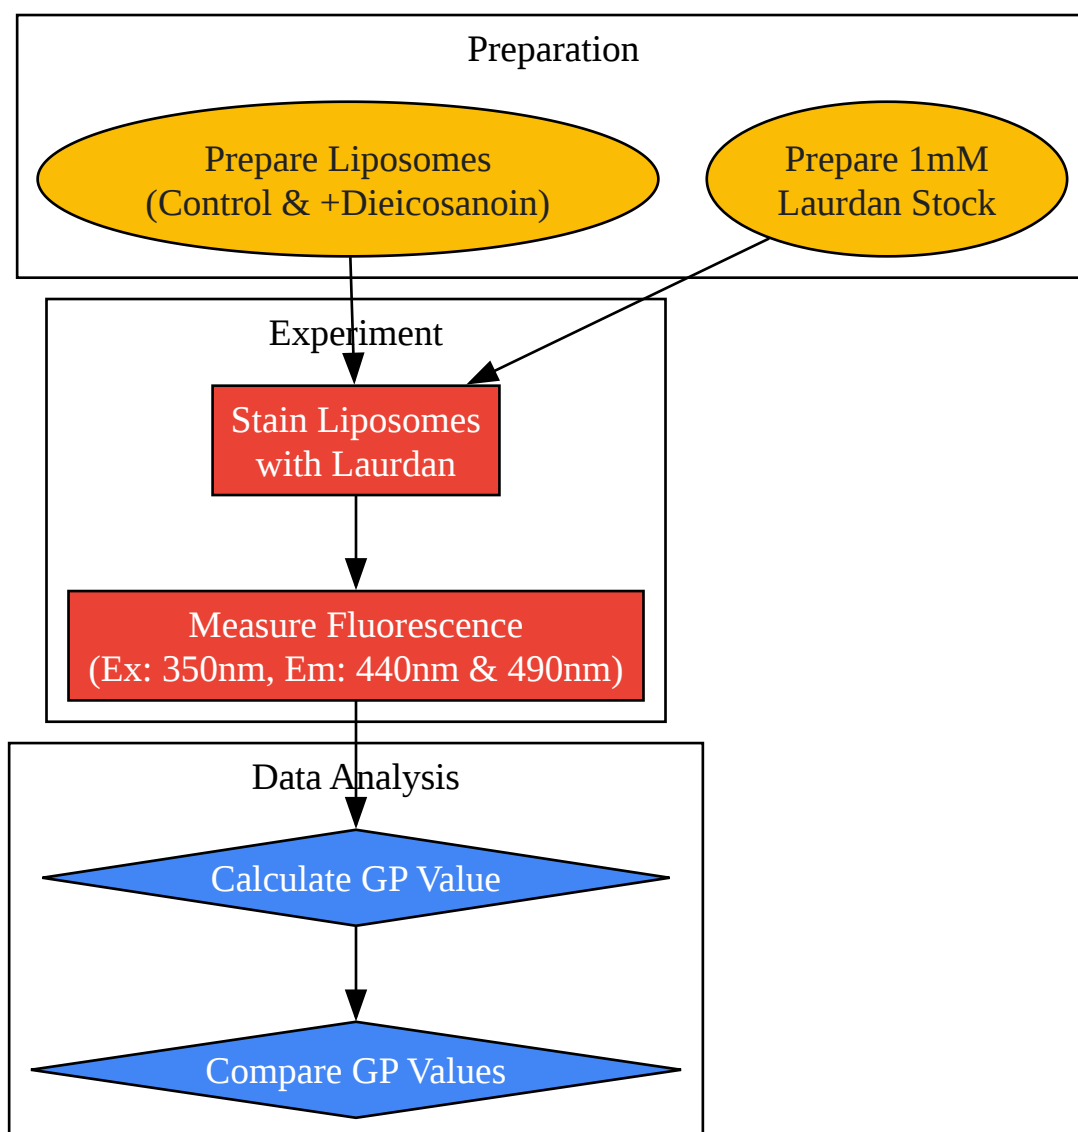 Preparation
Prepare Liposomes
(Control & +Dieicosanoin)
Prepare 1mM
Laurdan Stock
Experiment
Stain Liposomes
with Laurdan
Measure Fluorescence
(Ex: 350nm, Em: 440nm & 490nm)
Data Analysis
Calculate GP Value
Compare GP Values